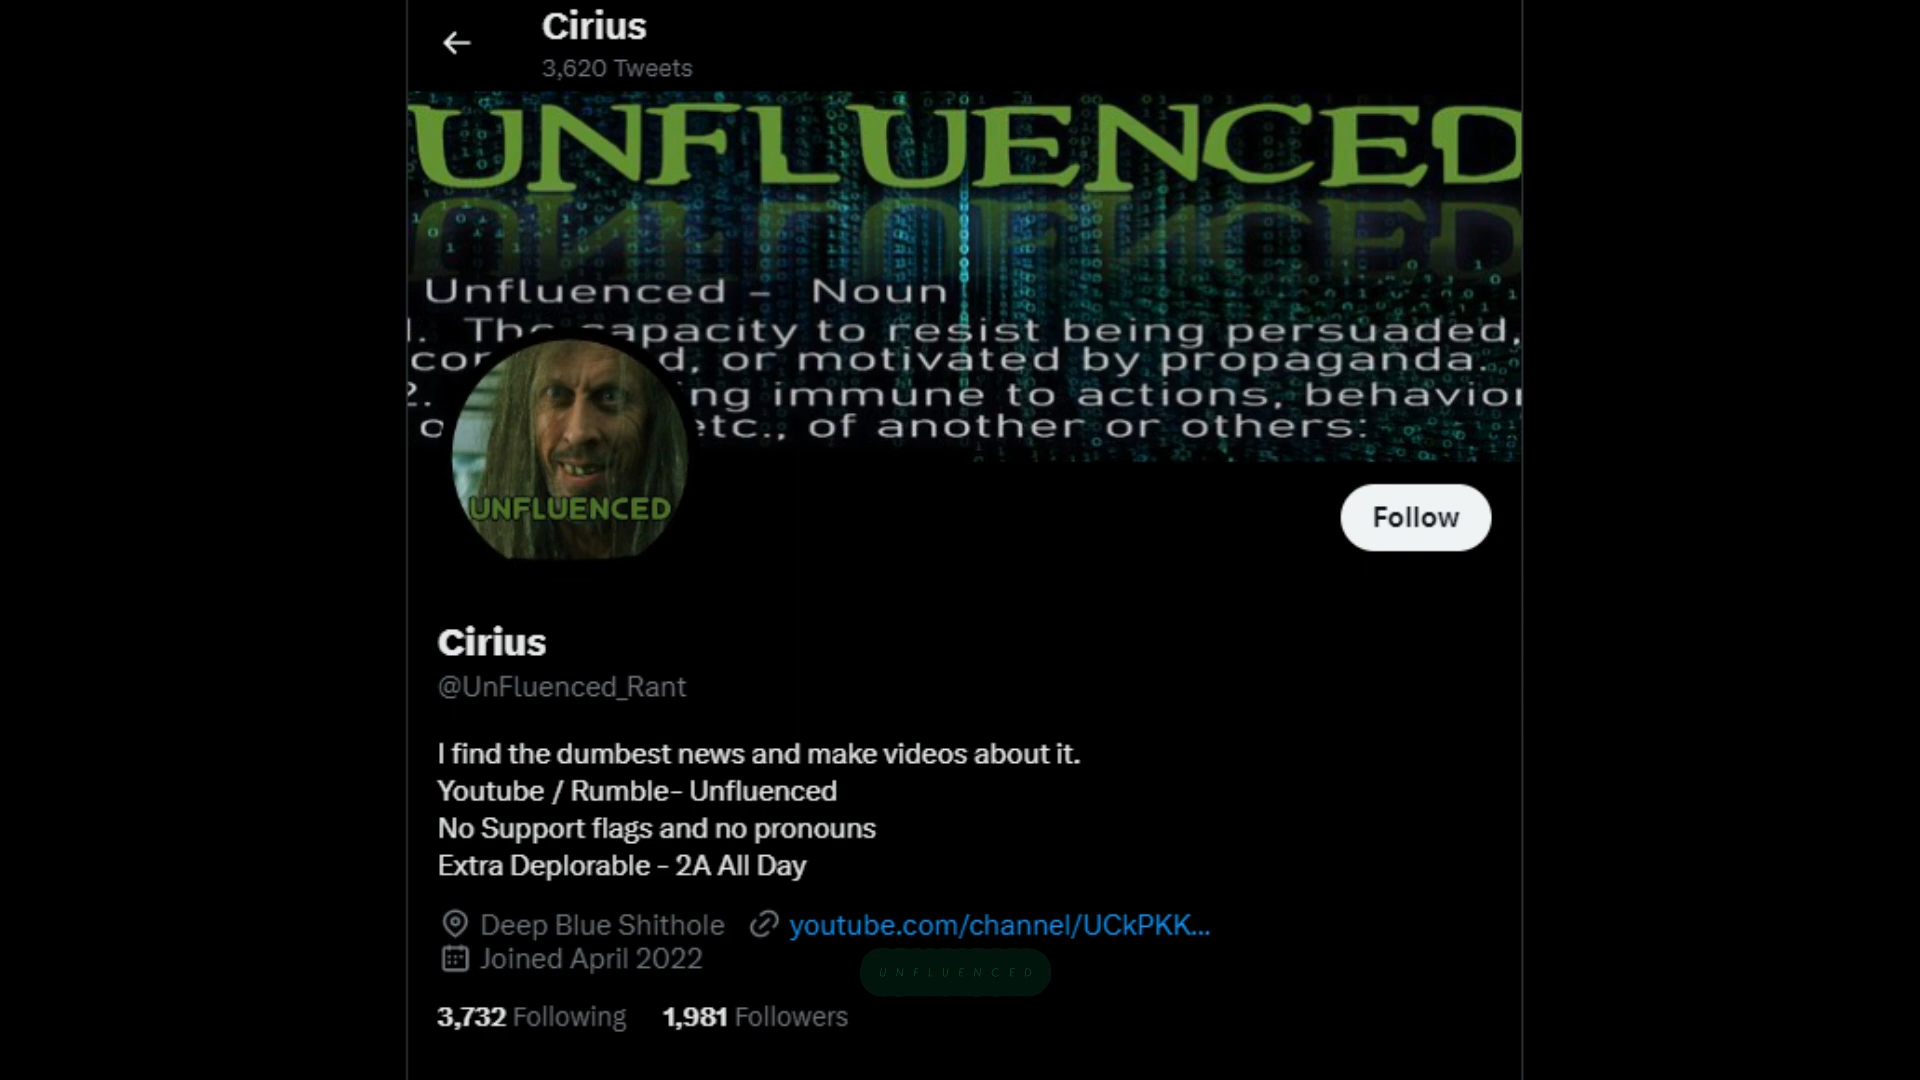 Cirius
3,620 Tweets
UNFLUENCED
Unfluenced - Noun
1. The capacity to resist being persuaded,
d, or motivated by propaganda.
2. ng immune to actions, behavior
etc., of another or others:
UNFLUENCED
Follow
Cirius
@UnFluenced_Rant
I find the dumbest news and make videos about it.
Youtube / Rumble- Unfluenced
No Support flags and no pronouns
Extra Deplorable - 2A All Day
Deep Blue Shithole youtube.com/channel/UCkPKK...
Joined April 2022
UNFLUENCED
3,732 Following 1,981 Followers